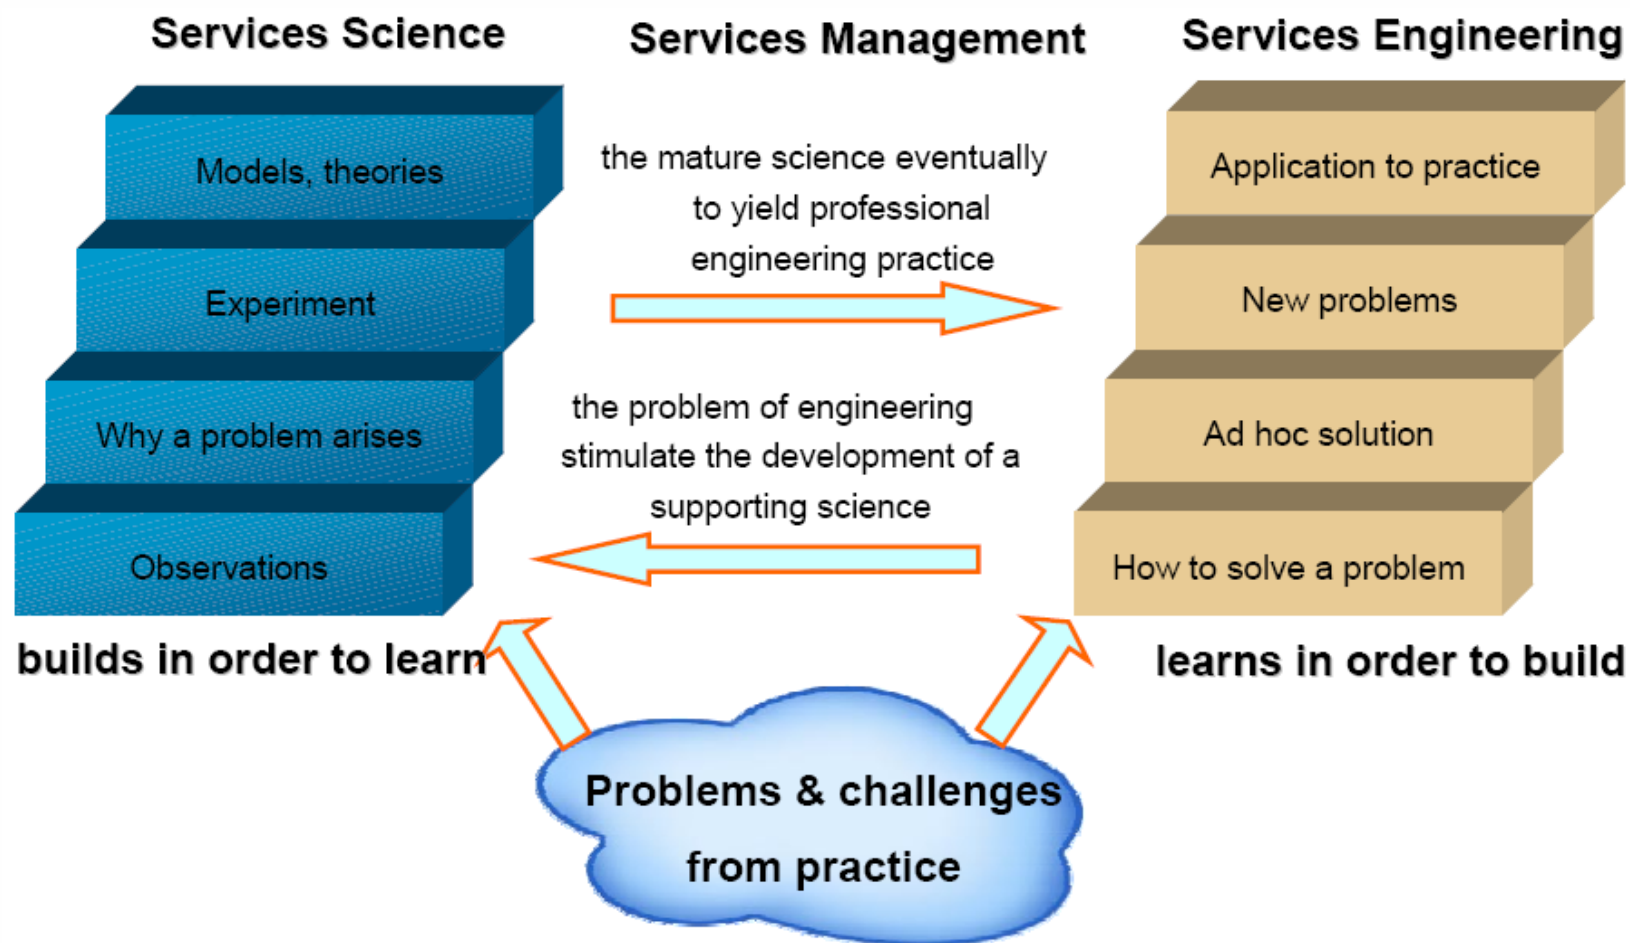 Services Science
Services Management
Services Engineering
Models, theories
Experiment
Why a problem arises
Observations
builds in order to learn
the mature science eventually
to yield professional
engineering practice
the problem of engineering
stimulate the development of a
supporting science
Application to practice
New problems
Ad hoc solution
How to solve a problem
learns in order to build
Problems & challenges
from practice